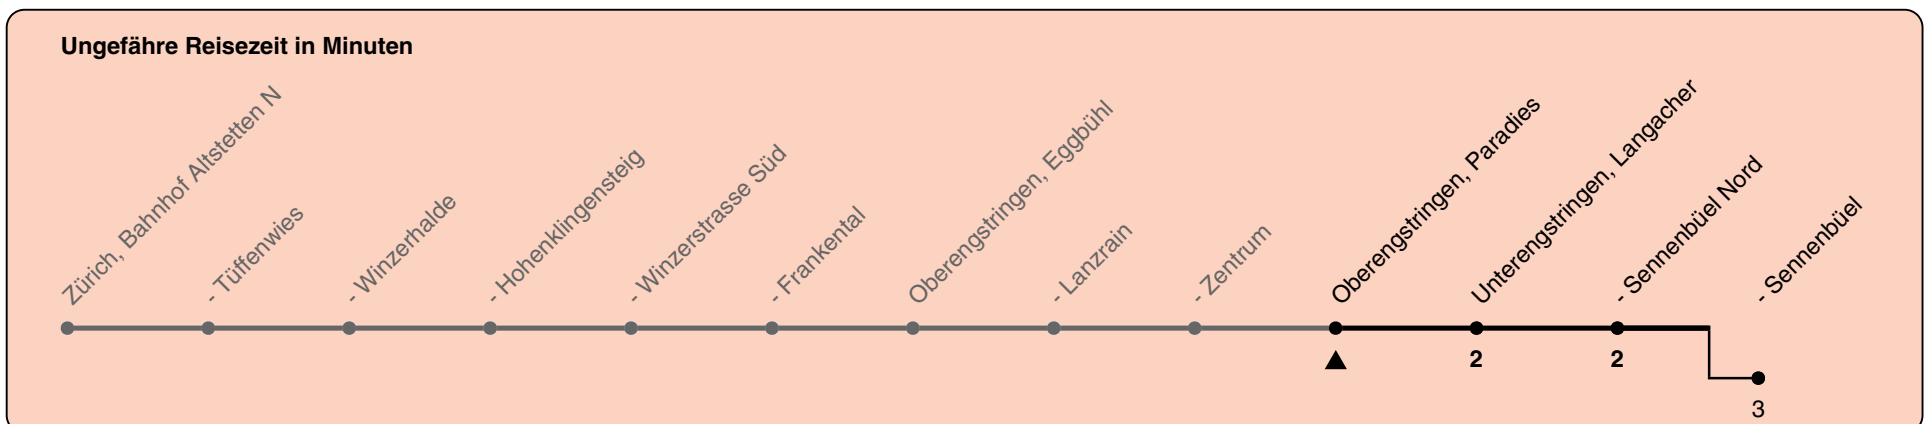 Ungefähre Reisezeit in Minuten
Zürich, Bahnhof Altstetten N
- Tüffenwies
- Winzerhalde
- Hohenklingensteig
- Winzerstrasse Süd
- Frankental
Oberengstringen, Eggbühl
- Lanzrain
- Zentrum
Oberengstringen, Paradies
Unterengstringen, Langacher
- Sennenbüel Nord
- Sennenbüel
2
2
3